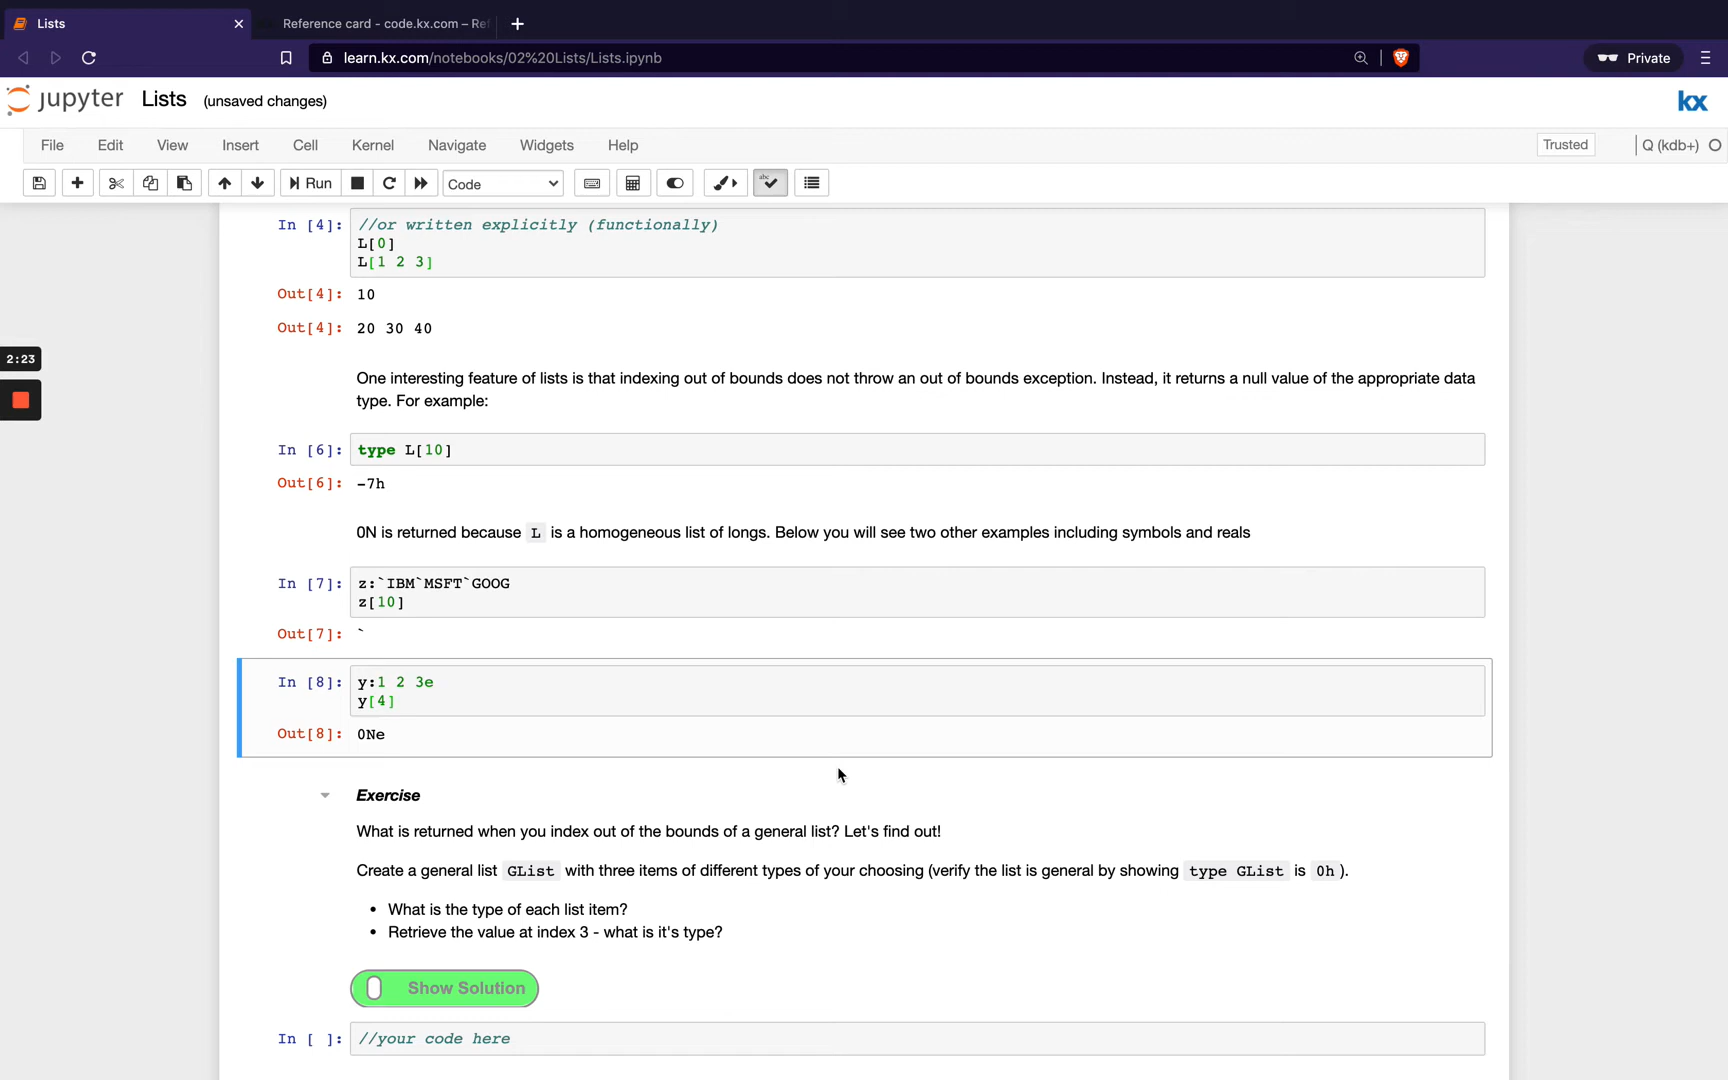 Lists
Reference card - code.kx.com – Re
learn.kx.com/notebooks/02%20Lists/Lists.ipynb
Private
jupyter Lists (unsaved changes)
kx
File Edit View Insert Cell Kernel Navigate Widgets Help
Trusted
Q (kdb+)
Run
Code
abc
In [4]: //or written explicitly (functionally)
L[0]
L[1 2 3]
Out[4]: 10
Out[4]: 20 30 40
2:23
One interesting feature of lists is that indexing out of bounds does not throw an out of bounds exception. Instead, it returns a null value of the appropriate data
type. For example:
In [6]: type L[10]
Out[6]: -7h
0N is returned because L is a homogeneous list of longs. Below you will see two other examples including symbols and reals
In [7]: z:`IBM`MSFT`GOOG
z[10]
Out[7]: `
In [8]: y:1 2 3e
y[4]
Out[8]: 0Ne
Exercise
What is returned when you index out of the bounds of a general list? Let's find out!
Create a general list GList with three items of different types of your choosing (verify the list is general by showing type GList is 0h ).
• What is the type of each list item?
• Retrieve the value at index 3 - what is it's type?
Show Solution
In [ ]: //your code here